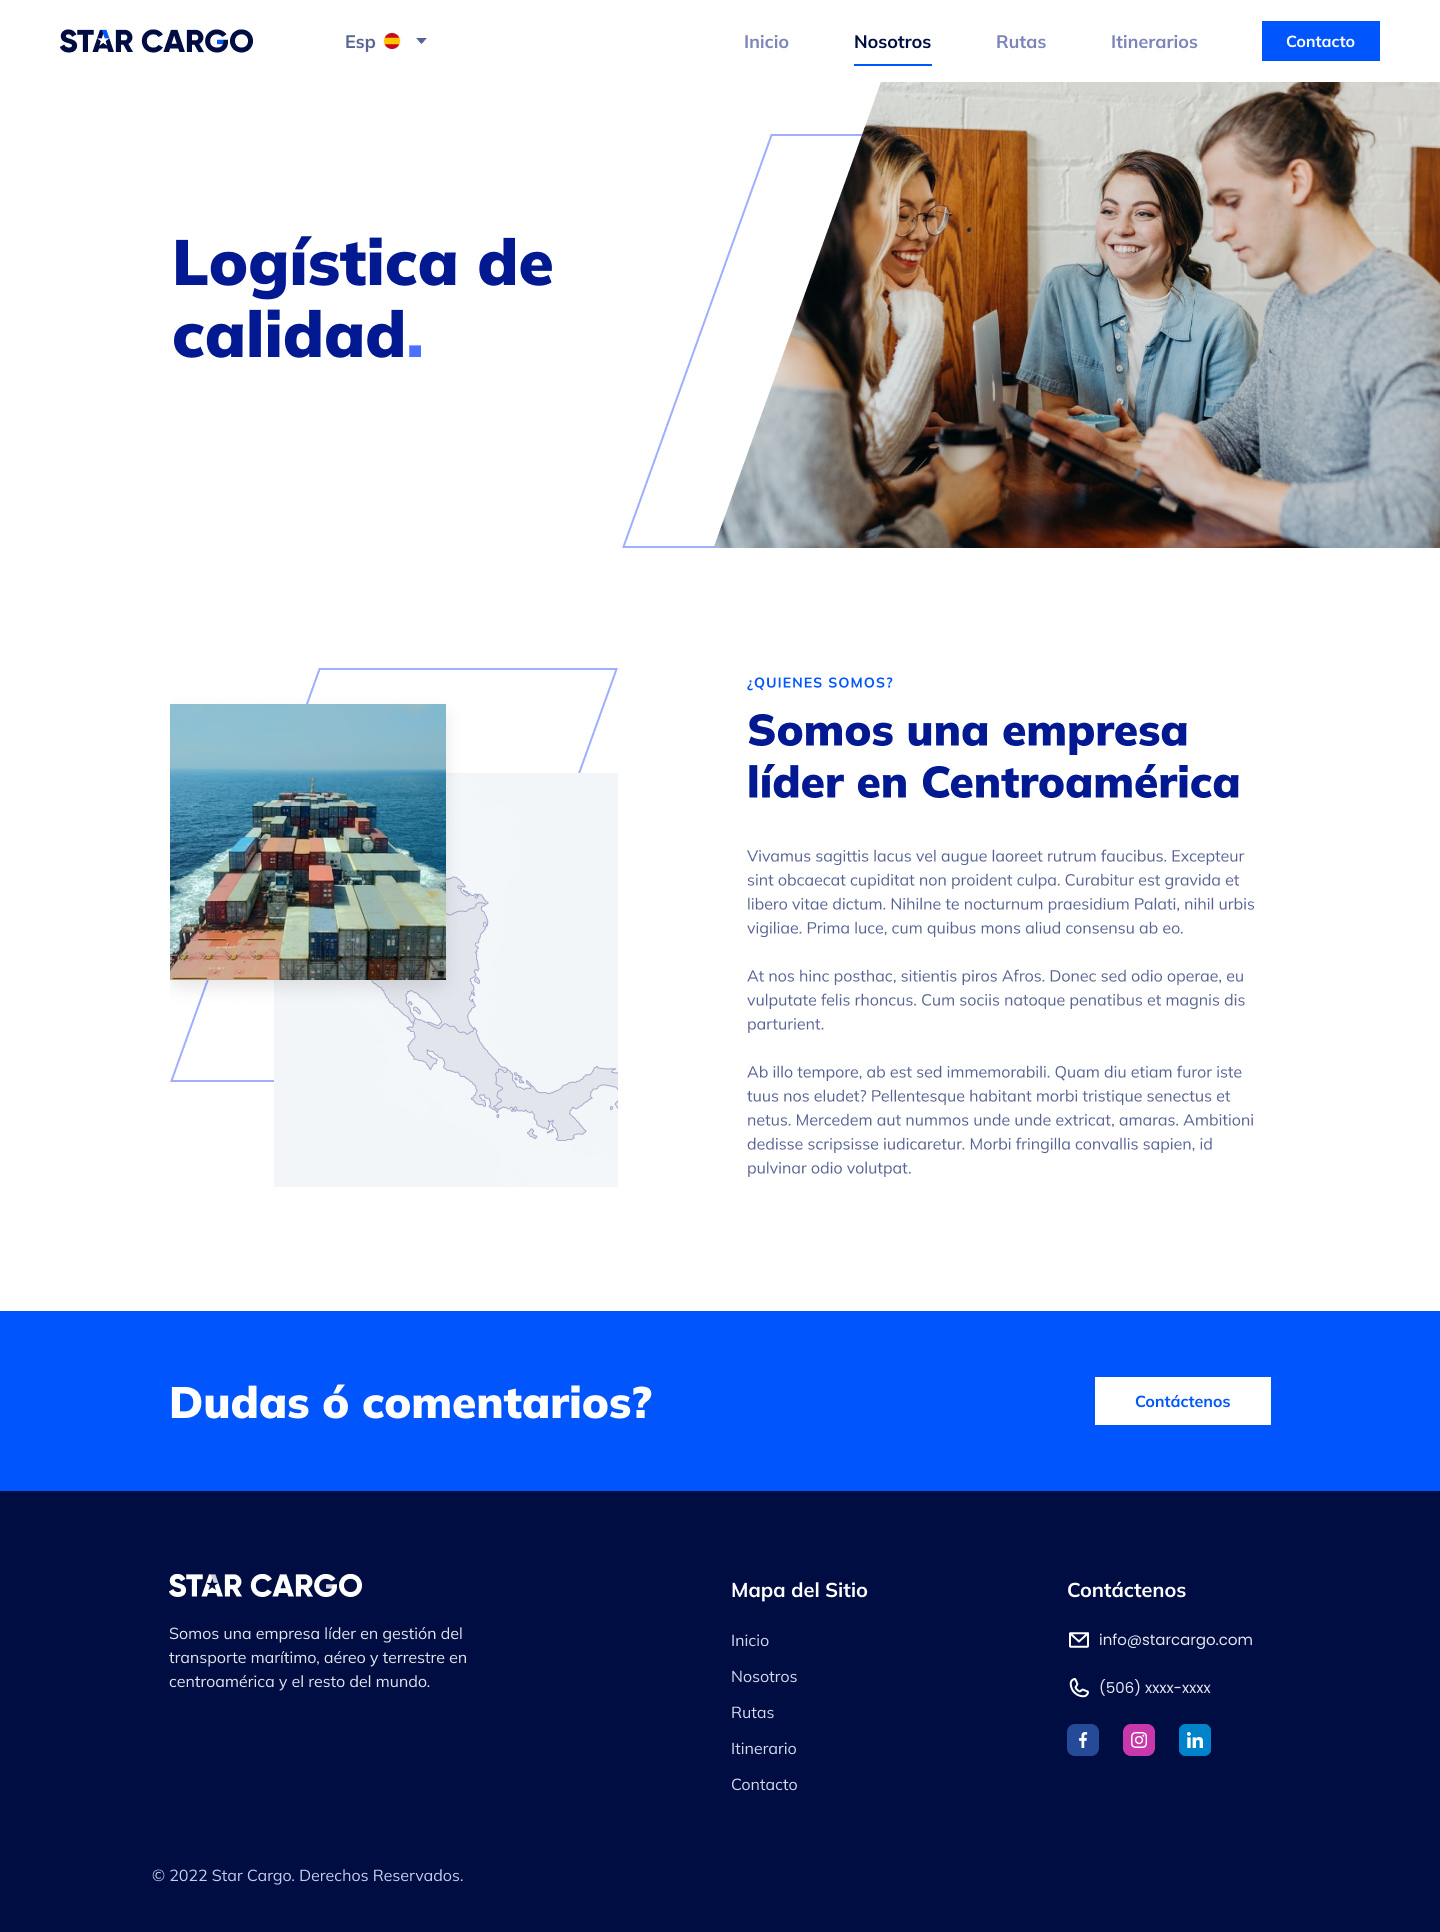 STAR CARGO
Esp
Inicio
Nosotros
Rutas
Itinerarios
Contacto
Logística de
calidad.
¿QUIENES SOMOS?
Somos una empresa
líder en Centroamérica
Vivamus sagittis lacus vel augue laoreet rutrum faucibus. Excepteur
sint obcaecat cupiditat non proident culpa. Curabitur est gravida et
libero vitae dictum. Nihilne te nocturnum praesidium Palati, nihil urbis
vigiliae. Prima luce, cum quibus mons aliud consensu ab eo.
At nos hinc posthac, sitientis piros Afros. Donec sed odio operae, eu
vulputate felis rhoncus. Cum sociis natoque penatibus et magnis dis
parturient.
Ab illo tempore, ab est sed immemorabili. Quam diu etiam furor iste
tuus nos eludet? Pellentesque habitant morbi tristique senectus et
netus. Mercedem aut nummos unde unde extricat, amaras. Ambitioni
dedisse scripsisse iudicaretur. Morbi fringilla convallis sapien, id
pulvinar odio volutpat.
Dudas ó comentarios?
Contáctenos
STAR CARGO
Somos una empresa líder en gestión del
transporte marítimo, aéreo y terrestre en
centroamérica y el resto del mundo.
Mapa del Sitio
Inicio
Nosotros
Rutas
Itinerario
Contacto
Contáctenos
info@starcargo.com
(506) xxxx-xxxx
© 2022 Star Cargo. Derechos Reservados.